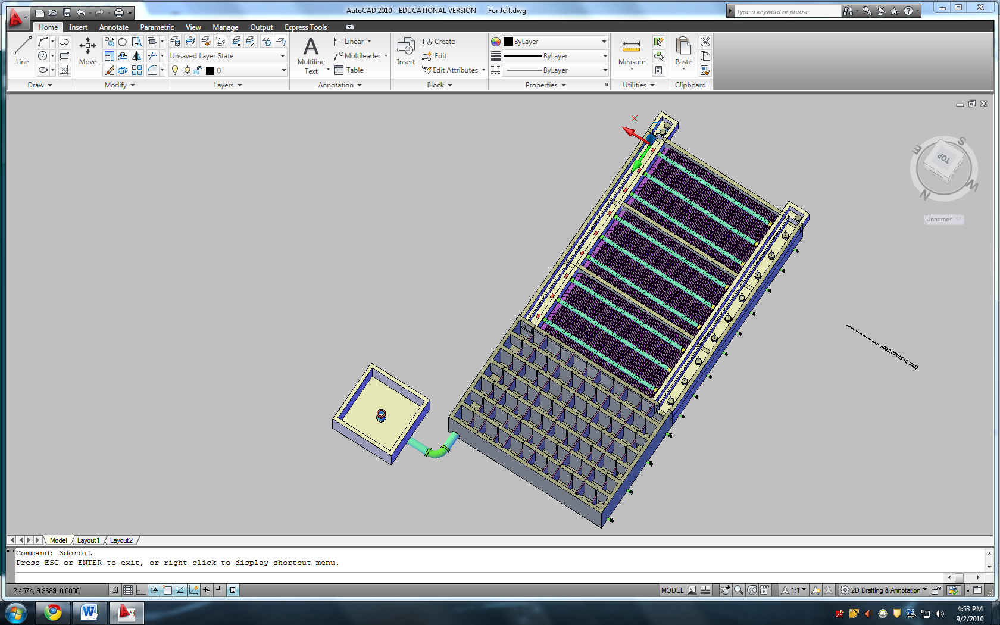 AutoCAD 2010 - EDUCATIONAL VERSION For Jeff.dwg
Type a keyword or phrase
Home Insert Annotate Parametric View Manage Output Express Tools
Line
Move
Unsaved Layer State
0
Multiline
Text
Linear
Multileader
Table
Insert
Create
Edit
Edit Attributes
ByLayer
ByLayer
ByLayer
Measure
Paste
Draw Modify Layers Annotation Block Properties Utilities Clipboard
S
E
TOP
W
N
Unnamed
Model Layout1 Layout2
Command: 3dorbit
Press ESC or ENTER to exit, or right-click to display shortcut-menu.
2.4574, 9.9689, 0.0000
MODEL
1:1
2D Drafting & Annotation
4:53 PM
9/2/2010